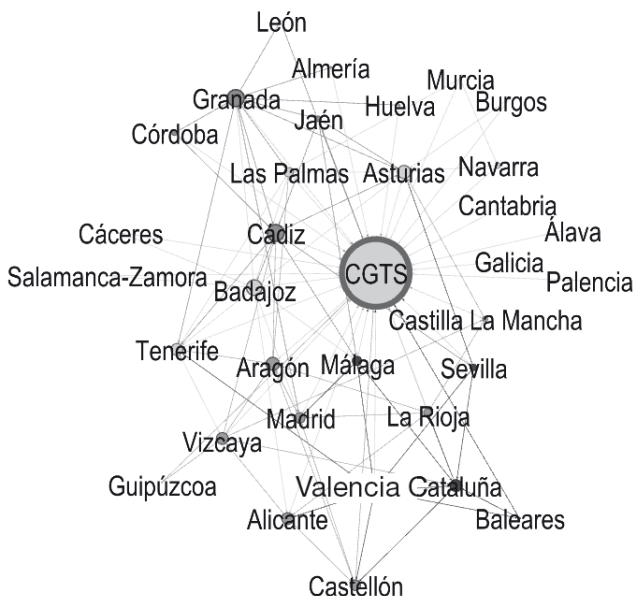 León
Almería
Murcia
Granada
Huelva
Burgos
Jaén
Córdoba
Las Palmas
Asturias
Navarra
Cantabria
Cáceres
Cádiz
Álava
CGTS
Galicia
Salamanca-Zamora
Badajoz
Palencia
Castilla La Mancha
Tenerife
Aragón
Málaga
Sevilla
Madrid
La Rioja
Vizcaya
Guipúzcoa
Valencia
Cataluña
Alicante
Baleares
Castellón